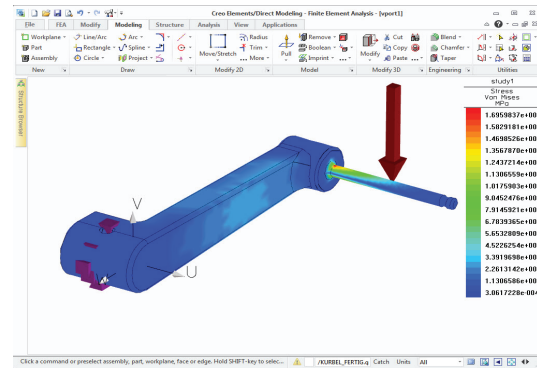 Creo Elements/Direct Modeling - Finite Element Analysis - [vport1]
File FEA Modify Modeling Structure Analysis View Applications
Workplane Line/Arc Arc Radius Remove Cut Blend
Part Rectangle Spline Move/Stretch Trim Pull Boolean Modify Copy Chamfer
Assembly Circle Project ... More Imprint Paste ... Taper
New Draw Modify 2D Model Modify 3D Engineering Utilities
Structure Browser
study1
Stress
Von Mises
MPa
1.6959837e+00
1.5829181e+00
1.4698526e+00
1.3567870e+00
1.2437214e+00
1.1306559e+00
1.0175903e+00
9.0452476e+00
7.9145921e+00
6.7839365e+00
5.6532809e+00
4.5226254e+00
3.3919698e+00
2.2613142e+00
1.1306586e+00
3.0617228e-004
V
U
Click a command or preselect assembly, part, workplane, face or edge. Hold SHIFT-key to selec... /KURBEL_FERTIG.q Catch Units All